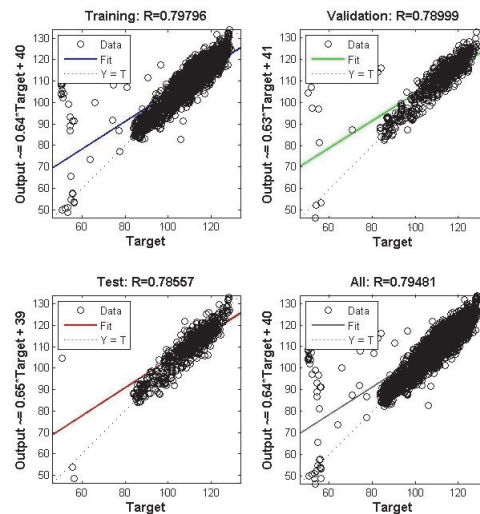 Training: R=0.79796
Output ~= 0.64*Target + 40
130
120
110
100
90
80
70
60
50
Data
Fit
Y = T
60 80 100 120
Target
Validation: R=0.78999
Output ~= 0.63*Target + 41
130
120
110
100
90
80
70
60
50
Data
Fit
Y = T
60 80 100 120
Target
Test: R=0.78557
Output ~= 0.65*Target + 39
130
120
110
100
90
80
70
60
50
Data
Fit
Y = T
60 80 100 120
Target
All: R=0.79481
Output ~= 0.64*Target + 40
130
120
110
100
90
80
70
60
50
Data
Fit
Y = T
60 80 100 120
Target